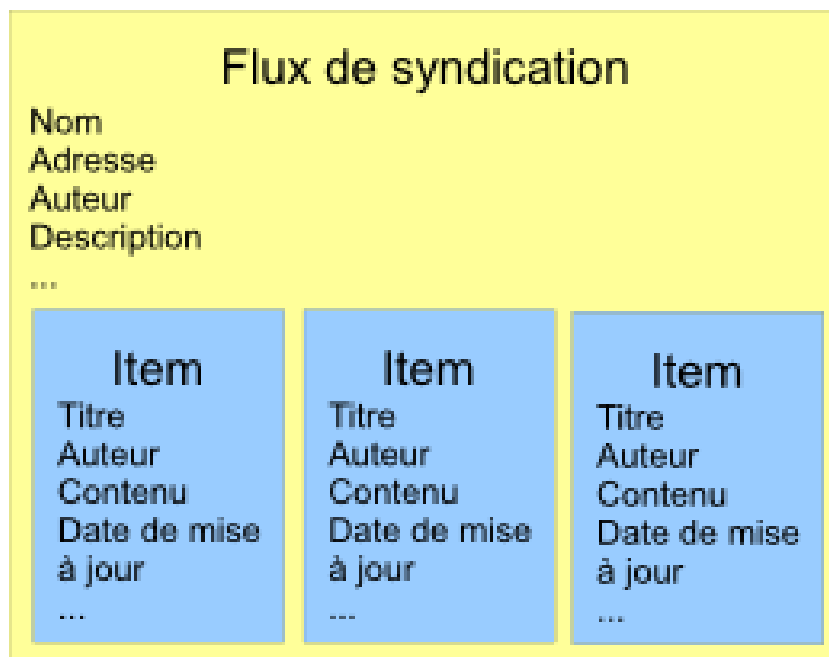 Flux de syndication
Nom
Adresse
Auteur
Description
...
Item
Titre
Auteur
Contenu
Date de mise
à jour
...
Item
Titre
Auteur
Contenu
Date de mise
à jour
...
Item
Titre
Auteur
Contenu
Date de mise
à jour
...